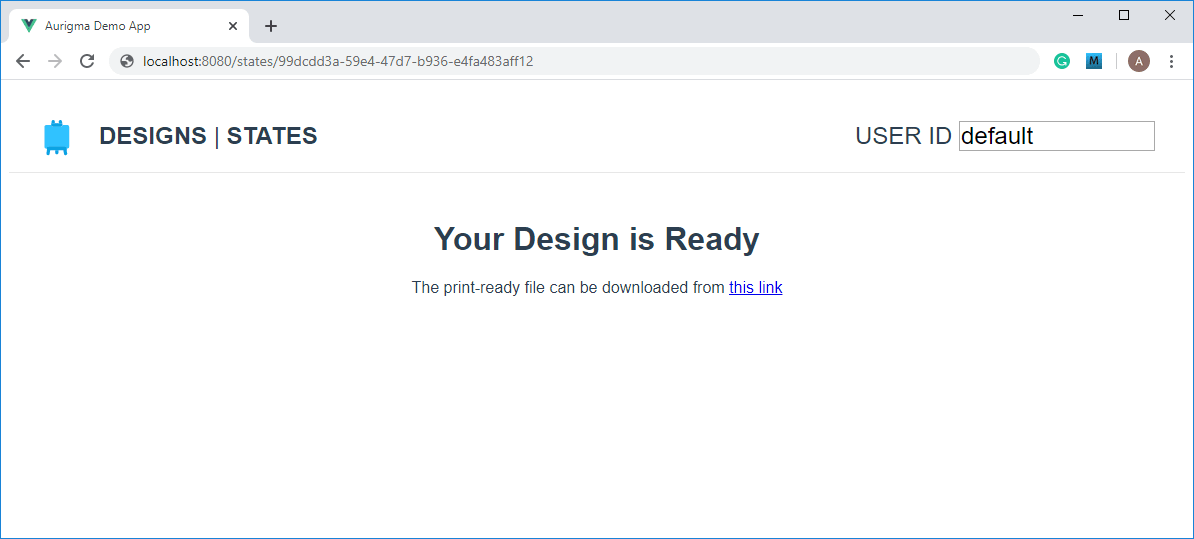 Aurigma Demo App
localhost:8080/states/99dcdd3a-59e4-47d7-b936-e4fa483aff12
G
M
A
DESIGNS | STATES
USER ID default
Your Design is Ready
The print-ready file can be downloaded from this link